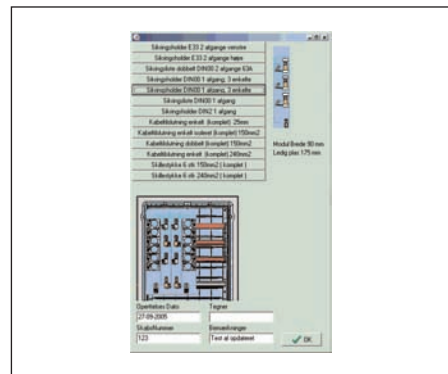 Sikringsholder E33 2 afgange venstre
Sikringsholder E33 2 afgange højre
Sikringsliste dobbelt DIN00 2 afgange 63A
Sikringsholder DIN00 1 afgang, 3 enkelte
Sikringsholder DIN00 1 afgang, 3 enkelte
Sikringsliste DIN00 1 afgang
Sikringsholder DIN2 1 afgang
Kabeltilslutning enkelt (komplet) 25mm
Kabeltilslutning enkelt isoleret (komplet) 150mm2
Kabeltilslutning dobbelt (komplet) 150mm2
Kabeltilslutning enkelt (komplet) 240mm2
Skillestykke 6 stk 150mm2 ( komplet )
Skillestykke 6 stk 240mm2 ( komplet )
Modul Brede 90 mm
Ledig plas 175 mm
Oprettelses Dato
27-09-2005
Tegner
SkabsNummer
123
Bemærkninger
Test af opdateret
OK